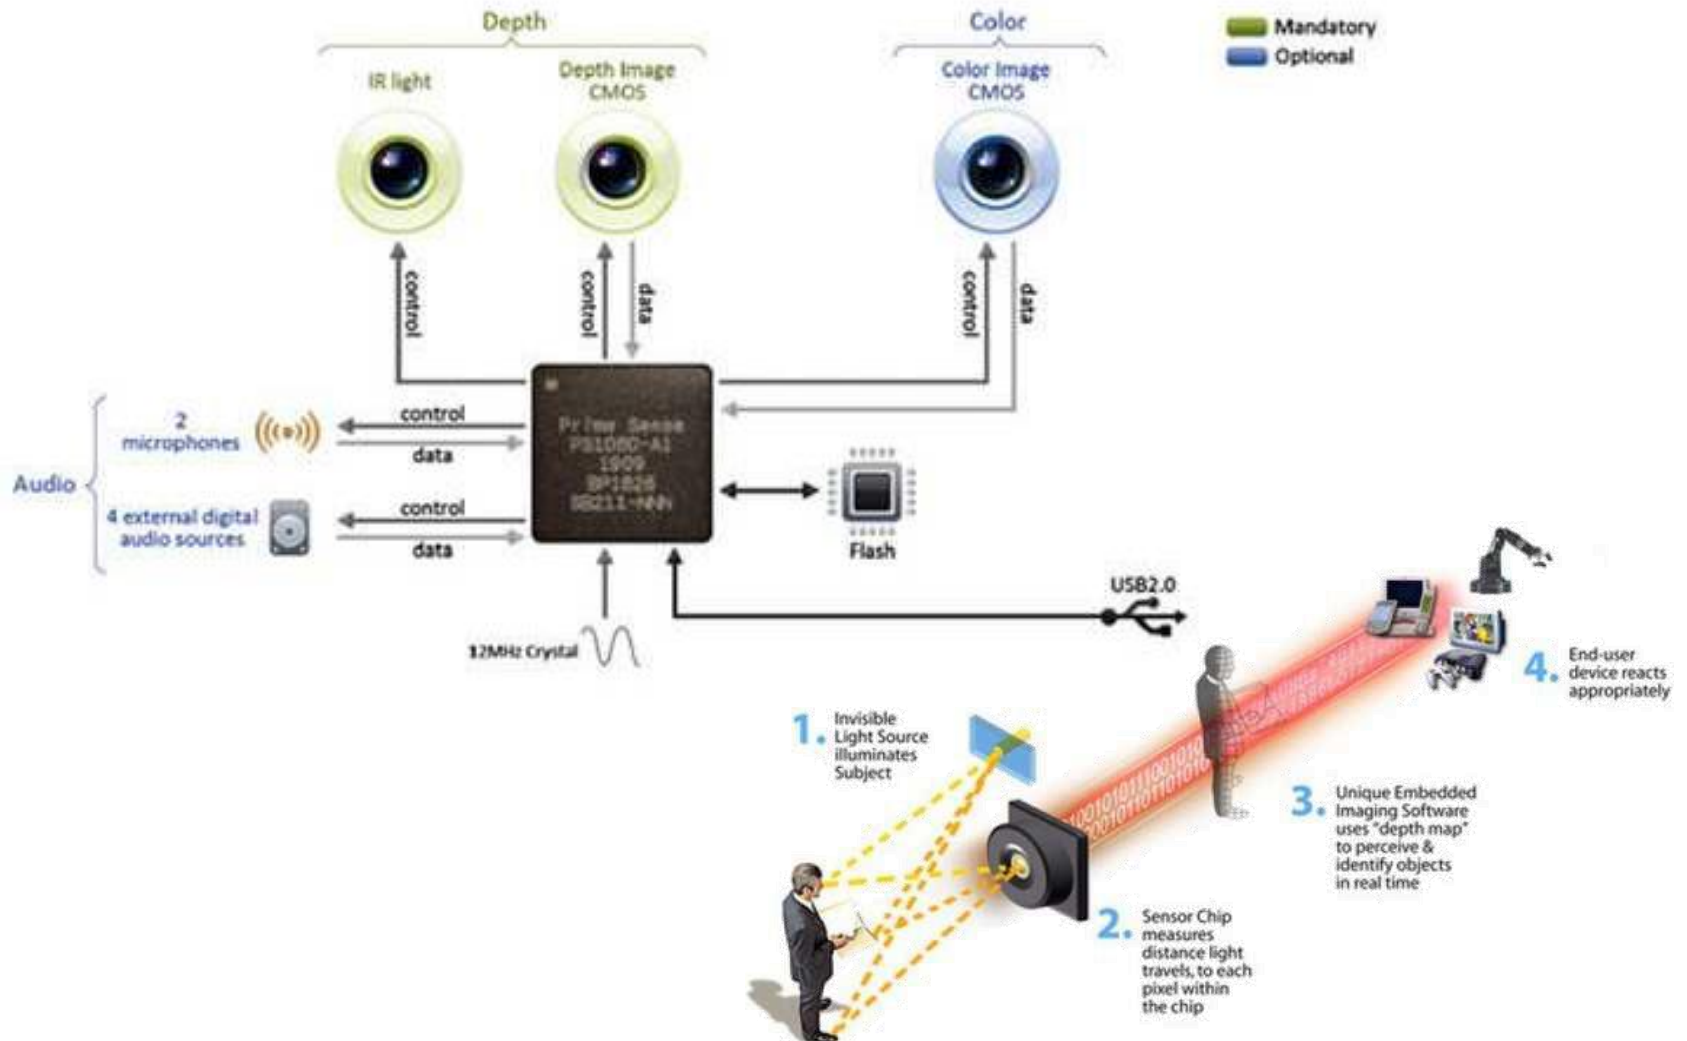 Depth
Color
Mandatory
Optional
IR light
Depth Image
CMOS
Color Image
CMOS
control
control
data
control
data
Audio
2
microphones
control
data
4 external digital
audio sources
control
data
Prime Sense
PS1080-A1
1909
Flash
USB2.0
12MHz Crystal
1. Invisible
Light Source
illuminates
Subject
2. Sensor Chip
measures
distance light
travels, to each
pixel within
the chip
3. Unique Embedded
Imaging Software
uses "depth map"
to perceive &
identify objects
in real time
4. End-user
device reacts
appropriately